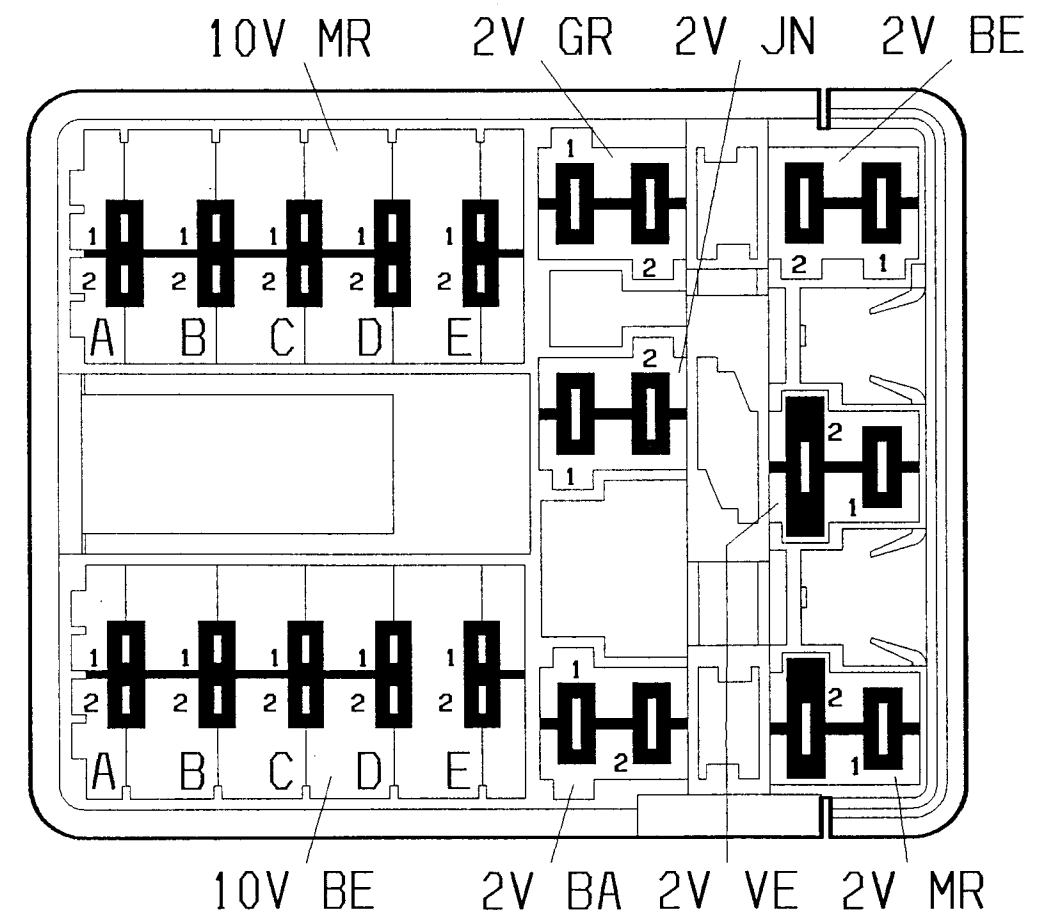 10V MR 2V GR 2V JN 2V BE
1
1 1 1 1 1
2 2 2 2 2 2 2 1
A B C D E
2
2
1
1
1 1 1 1 1 1
2 2 2 2 2 2
2 1
A B C D E
10V BE 2V BA 2V VE 2V MR